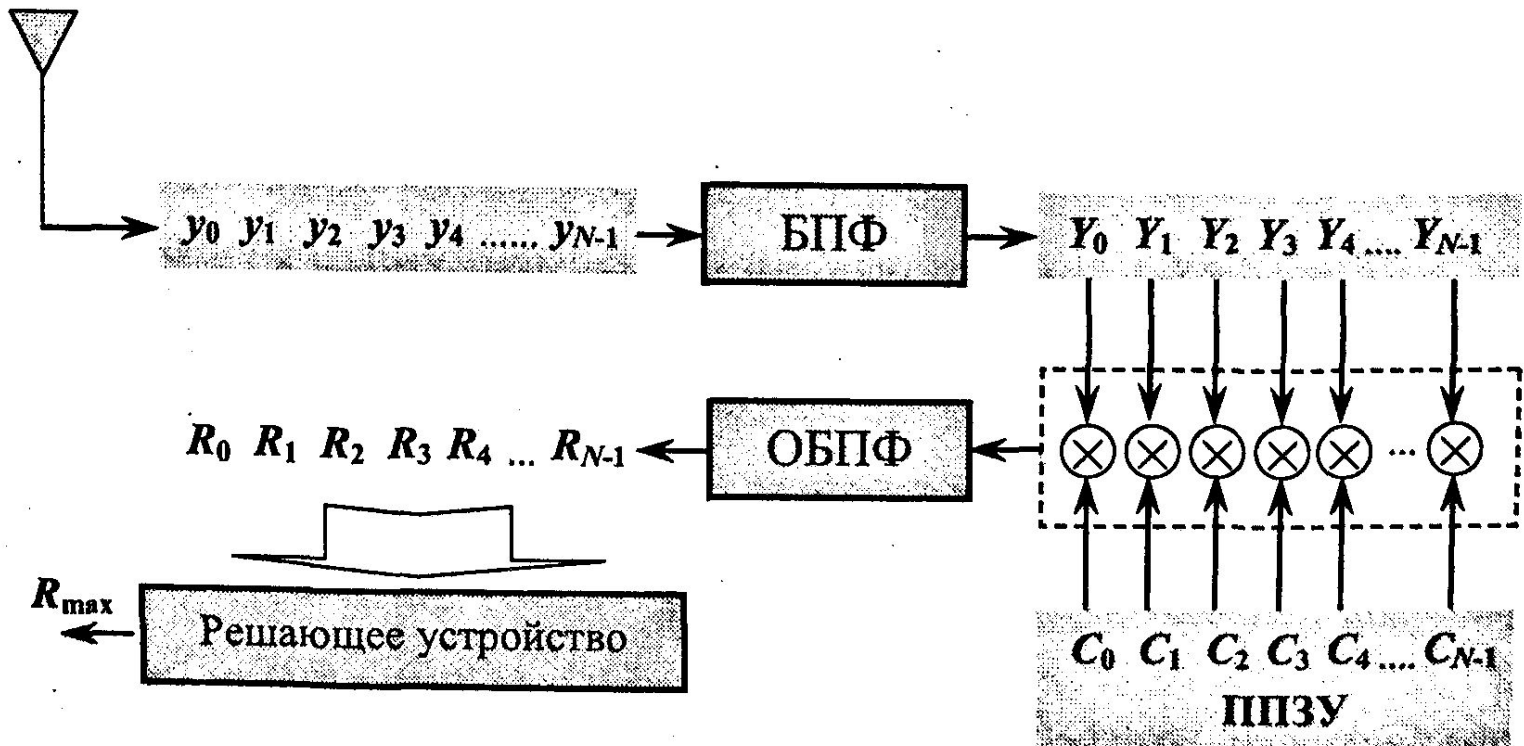 y0 y1 y2 y3 y4 ...... yN-1
БПФ
Y0 Y1 Y2 Y3 Y4 .... YN-1
R0 R1 R2 R3 R4 ... RN-1
ОБПФ
...
Rmax
Решающее устройство
C0 C1 C2 C3 C4 .... CN-1
ППЗУ